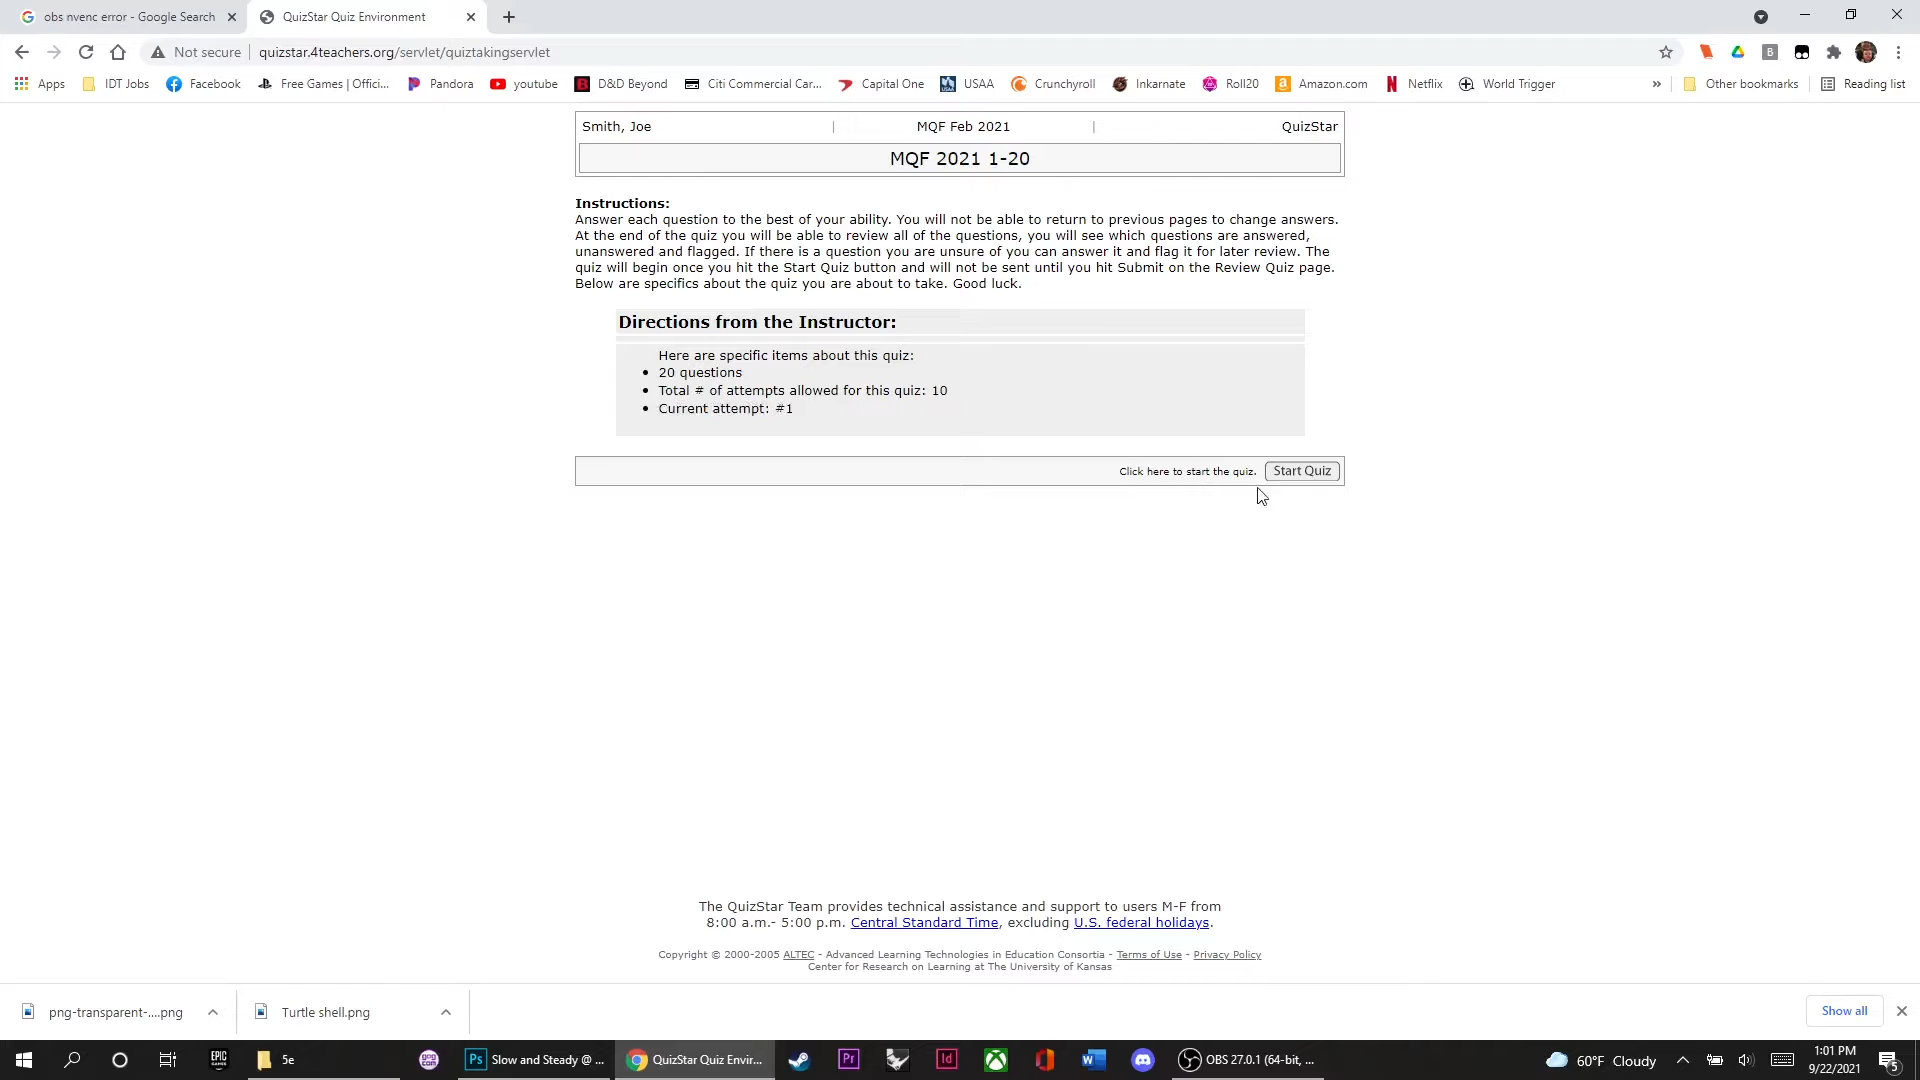 obs nvenc error - Google Search
QuizStar Quiz Environment
Not secure
quizstar.4teachers.org/servlet/quiztakingservlet
Apps
IDT Jobs
Facebook
Free Games | Offici...
Pandora
youtube
D&D Beyond
Citi Commercial Car...
Capital One
USAA
Crunchyroll
Inkarnate
Roll20
Amazon.com
Netflix
World Trigger
»
Other bookmarks
Reading list
Smith, Joe | MQF Feb 2021 | QuizStar
MQF 2021 1-20
Instructions:
Answer each question to the best of your ability. You will not be able to return to previous pages to change answers.
At the end of the quiz you will be able to review all of the questions, you will see which questions are answered,
unanswered and flagged. If there is a question you are unsure of you can answer it and flag it for later review. The
quiz will begin once you hit the Start Quiz button and will not be sent until you hit Submit on the Review Quiz page.
Below are specifics about the quiz you are about to take. Good luck.
Directions from the Instructor:
Here are specific items about this quiz:
• 20 questions
• Total # of attempts allowed for this quiz: 10
• Current attempt: #1
Click here to start the quiz. Start Quiz
The QuizStar Team provides technical assistance and support to users M-F from
8:00 a.m.- 5:00 p.m. Central Standard Time, excluding U.S. federal holidays.
Copyright © 2000-2005 ALTEC - Advanced Learning Technologies in Education Consortia - Terms of Use - Privacy Policy
Center for Research on Learning at The University of Kansas
png-transparent-....png
Turtle shell.png
Show all
EPIC GAMES
5e
gog com
Ps Slow and Steady @ ...
QuizStar Quiz Envir...
Pr
Id
OBS 27.0.1 (64-bit, ...
60°F Cloudy
1:01 PM
9/22/2021
5